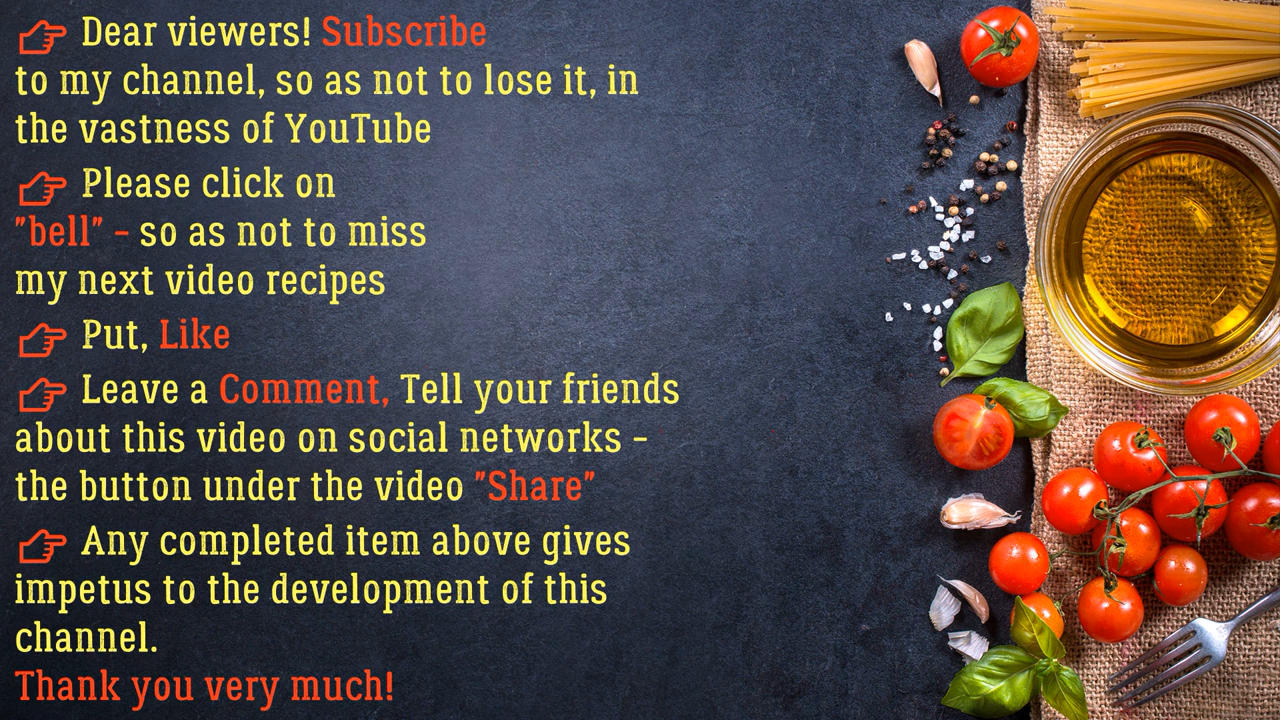 Dear viewers! Subscribe
to my channel, so as not to lose it, in
the vastness of YouTube
Please click on
"bell" - so as not to miss
my next video recipes
Put, Like
Leave a Comment, Tell your friends
about this video on social networks -
the button under the video "Share"
Any completed item above gives
impetus to the development of this
channel.
Thank you very much!